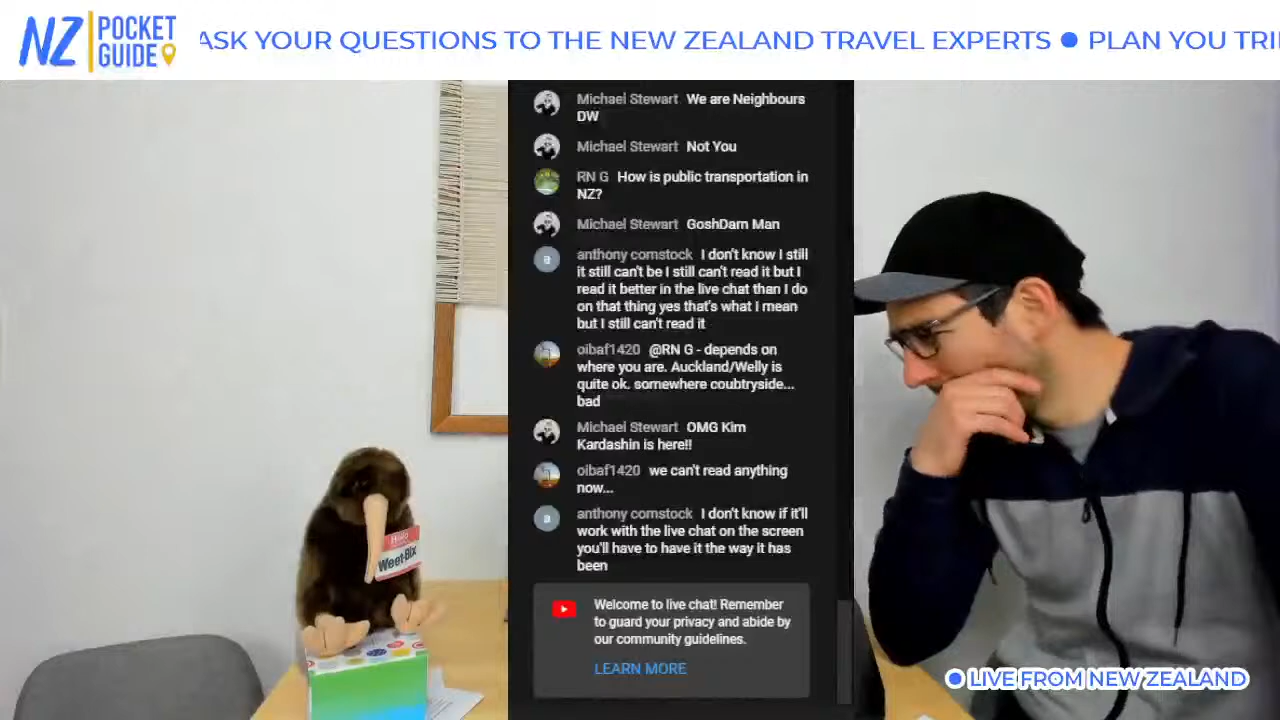 NZ POCKET GUIDE
ASK YOUR QUESTIONS TO THE NEW ZEALAND TRAVEL EXPERTS ● PLAN YOU TRI
Michael Stewart We are Neighbours
DW
Michael Stewart Not You
RN G How is public transportation in
NZ?
Michael Stewart GoshDarn Man
a
anthony comstock I don't know I still
it still can't be I still can't read it but I
read it better in the live chat than I do
on that thing yes that's what I mean
but I still can't read it
oibaf1420 @RN G - depends on
where you are. Auckland/Welly is
quite ok. somewhere coubtryside...
bad
Michael Stewart OMG Kim
Kardashin is here!!
oibaf1420 we can't read anything
now...
a
anthony comstock I don't know if it'll
work with the live chat on the screen
you'll have to have it the way it has
been
Welcome to live chat! Remember
to guard your privacy and abide by
our community guidelines.
LEARN MORE
Hello
Weet-Bix
● LIVE FROM NEW ZEALAND